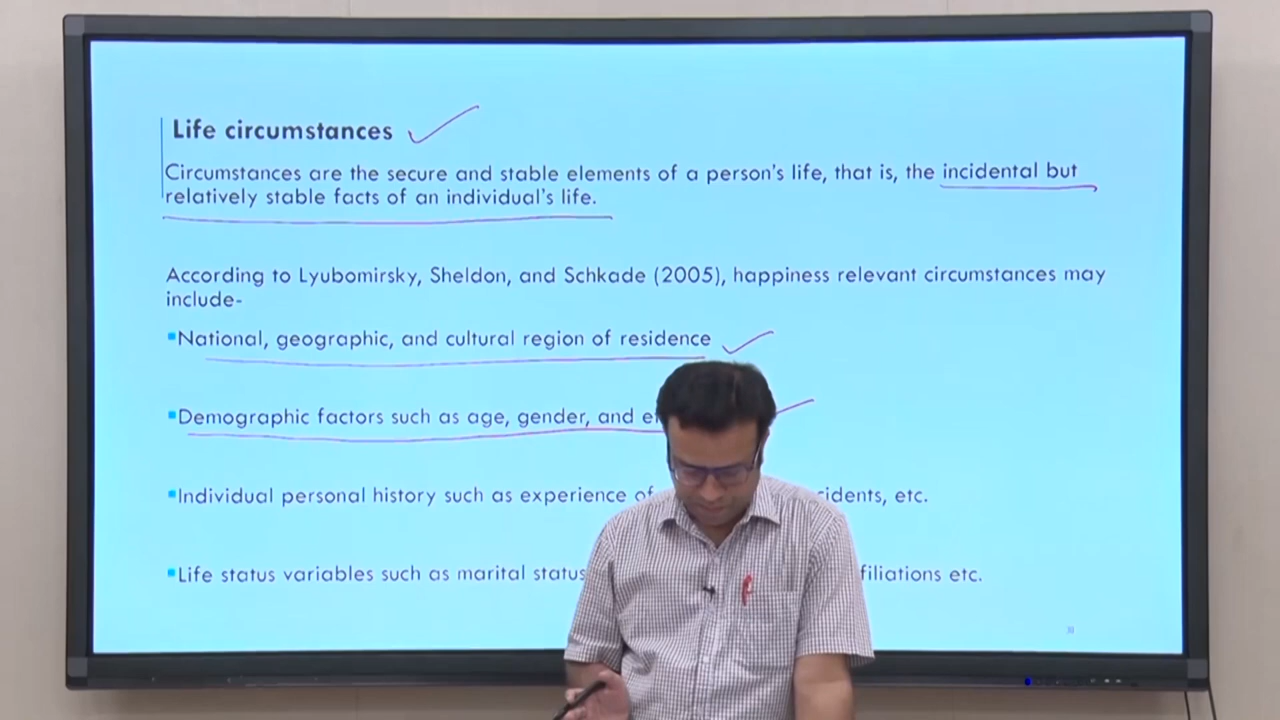 Life circumstances
Circumstances are the secure and stable elements of a person's life, that is, the incidental but
relatively stable facts of an individual's life.
According to Lyubomirsky, Sheldon, and Schkade (2005), happiness relevant circumstances may
include-
▪National, geographic, and cultural region of residence
▪Demographic factors such as age, gender, and
▪Individual personal history such as experience of etc.
▪Life status variables such as marital status etc.